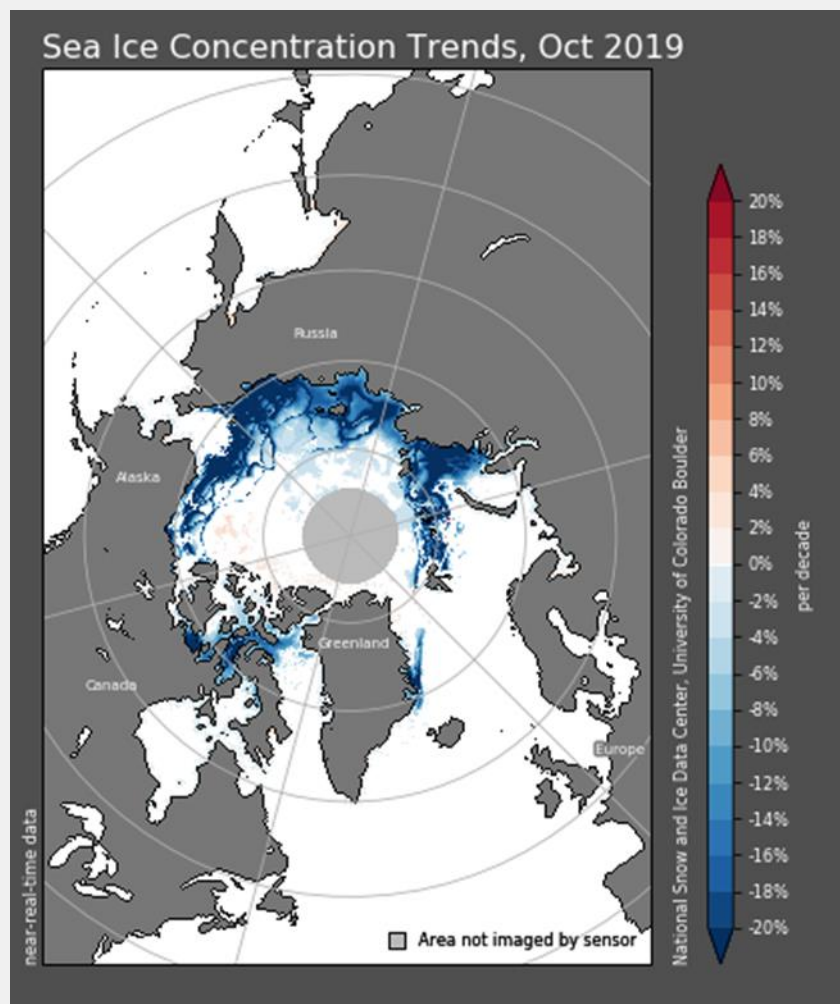 Sea Ice Concentration Trends, Oct 2019
Russia
Alaska
Greenland
Canada
Europe
Area not imaged by sensor
near-real-time data
National Snow and Ice Data Center, University of Colorado Boulder
20%
18%
16%
14%
12%
10%
8%
6%
4%
2%
0%
-2%
-4%
-6%
-8%
-10%
-12%
-14%
-16%
-18%
-20%
per decade